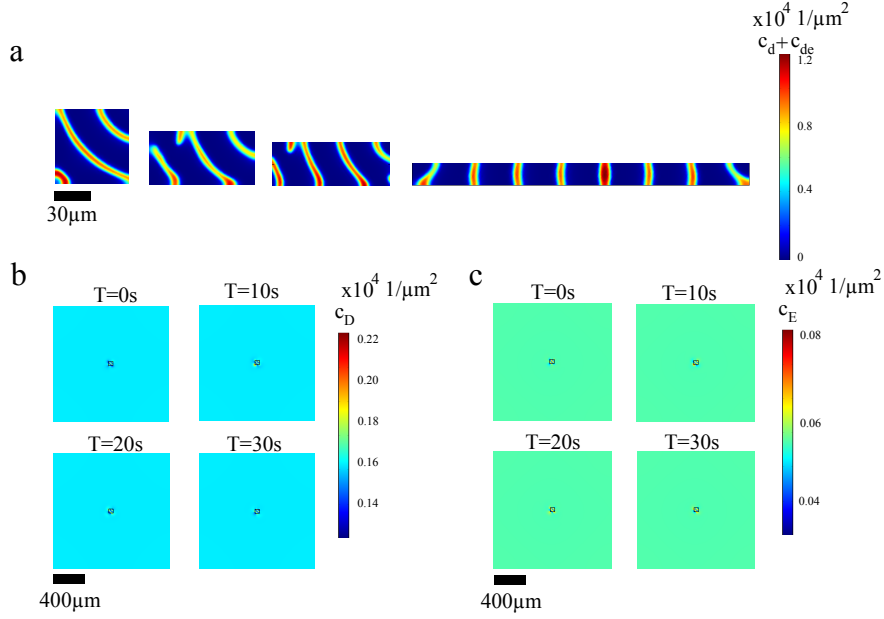 a
x10^4 1/µm^2
c_d+c_de
1.2
0.8
0.4
0
30µm
b
T=0s
T=10s
T=20s
T=30s
400µm
x10^4 1/µm^2
c_D
0.22
0.20
0.18
0.16
0.14
c
T=0s
T=10s
T=20s
T=30s
400µm
x10^4 1/µm^2
c_E
0.08
0.06
0.04